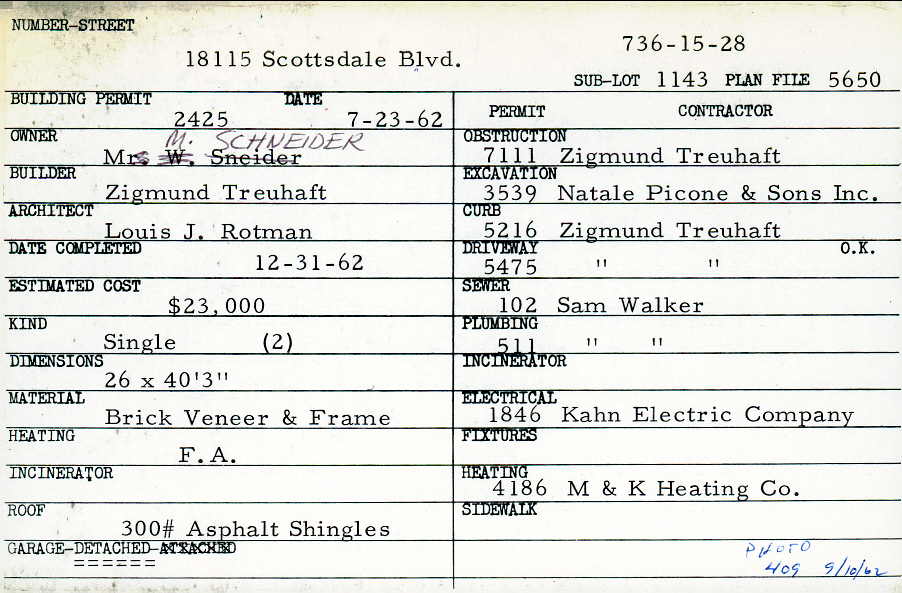 NUMBER-STREET
18115 Scottsdale Blvd.
736-15-28
SUB-LOT 1143 PLAN FILE 5650
BUILDING PERMIT DATE
2425 7-23-62
OWNER M. SCHNEIDER
Mrs W. Sneider
BUILDER
Zigmund Treuhaft
ARCHITECT
Louis J. Rotman
DATE COMPLETED
12-31-62
ESTIMATED COST
$23,000
KIND
Single (2)
DIMENSIONS
26 x 40'3"
MATERIAL
Brick Veneer & Frame
HEATING
F.A.
INCINERATOR
ROOF
300# Asphalt Shingles
GARAGE-DETACHED-ATTACHED
======
PERMIT CONTRACTOR
OBSTRUCTION
7111 Zigmund Treuhaft
EXCAVATION
3539 Natale Picone & Sons Inc.
CURB
5216 Zigmund Treuhaft
DRIVEWAY O.K.
5475 " "
SEWER
102 Sam Walker
PLUMBING
511 " "
INCINERATOR
ELECTRICAL
1846 Kahn Electric Company
FIXTURES
HEATING
4186 M & K Heating Co.
SIDEWALK
PHOTO
409 9/10/62